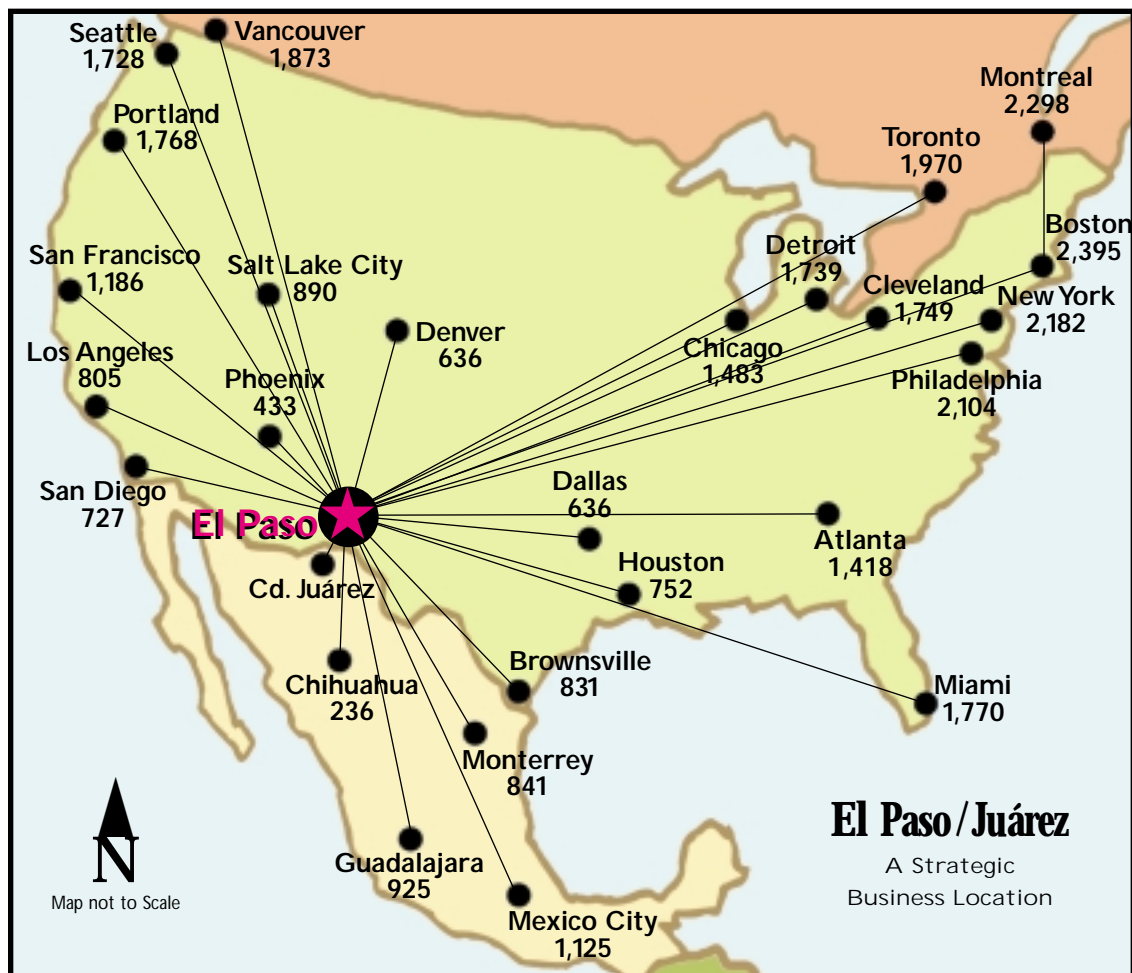 Seattle
1,728
Vancouver
1,873
Portland
1,768
Montreal
2,298
Toronto
1,970
Boston
2,395
San Francisco
1,186
Salt Lake City
890
Detroit
1,739
Cleveland
1,749
New York
2,182
Denver
636
Los Angeles
805
Phoenix
433
Chicago
1,483
Philadelphia
2,104
San Diego
727
El Paso
Dallas
636
Atlanta
1,418
Houston
752
Cd. Juárez
Brownsville
831
Chihuahua
236
Miami
1,770
Monterrey
841
Guadalajara
925
Mexico City
1,125
N
Map not to Scale
El Paso/Juárez
A Strategic
Business Location